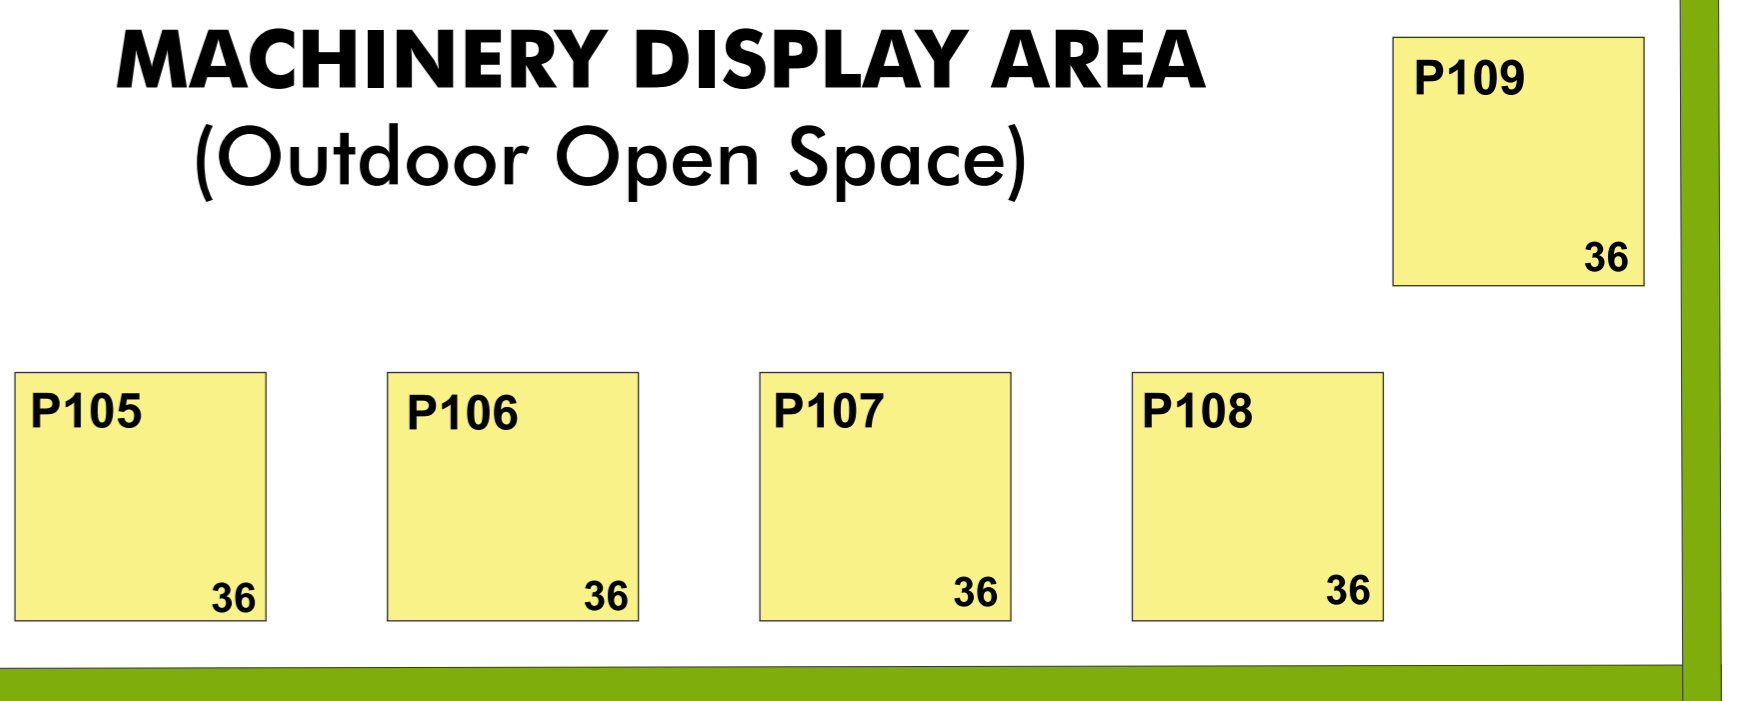 MACHINERY DISPLAY AREA
(Outdoor Open Space)
P109
36
P105
36
P106
36
P107
36
P108
36